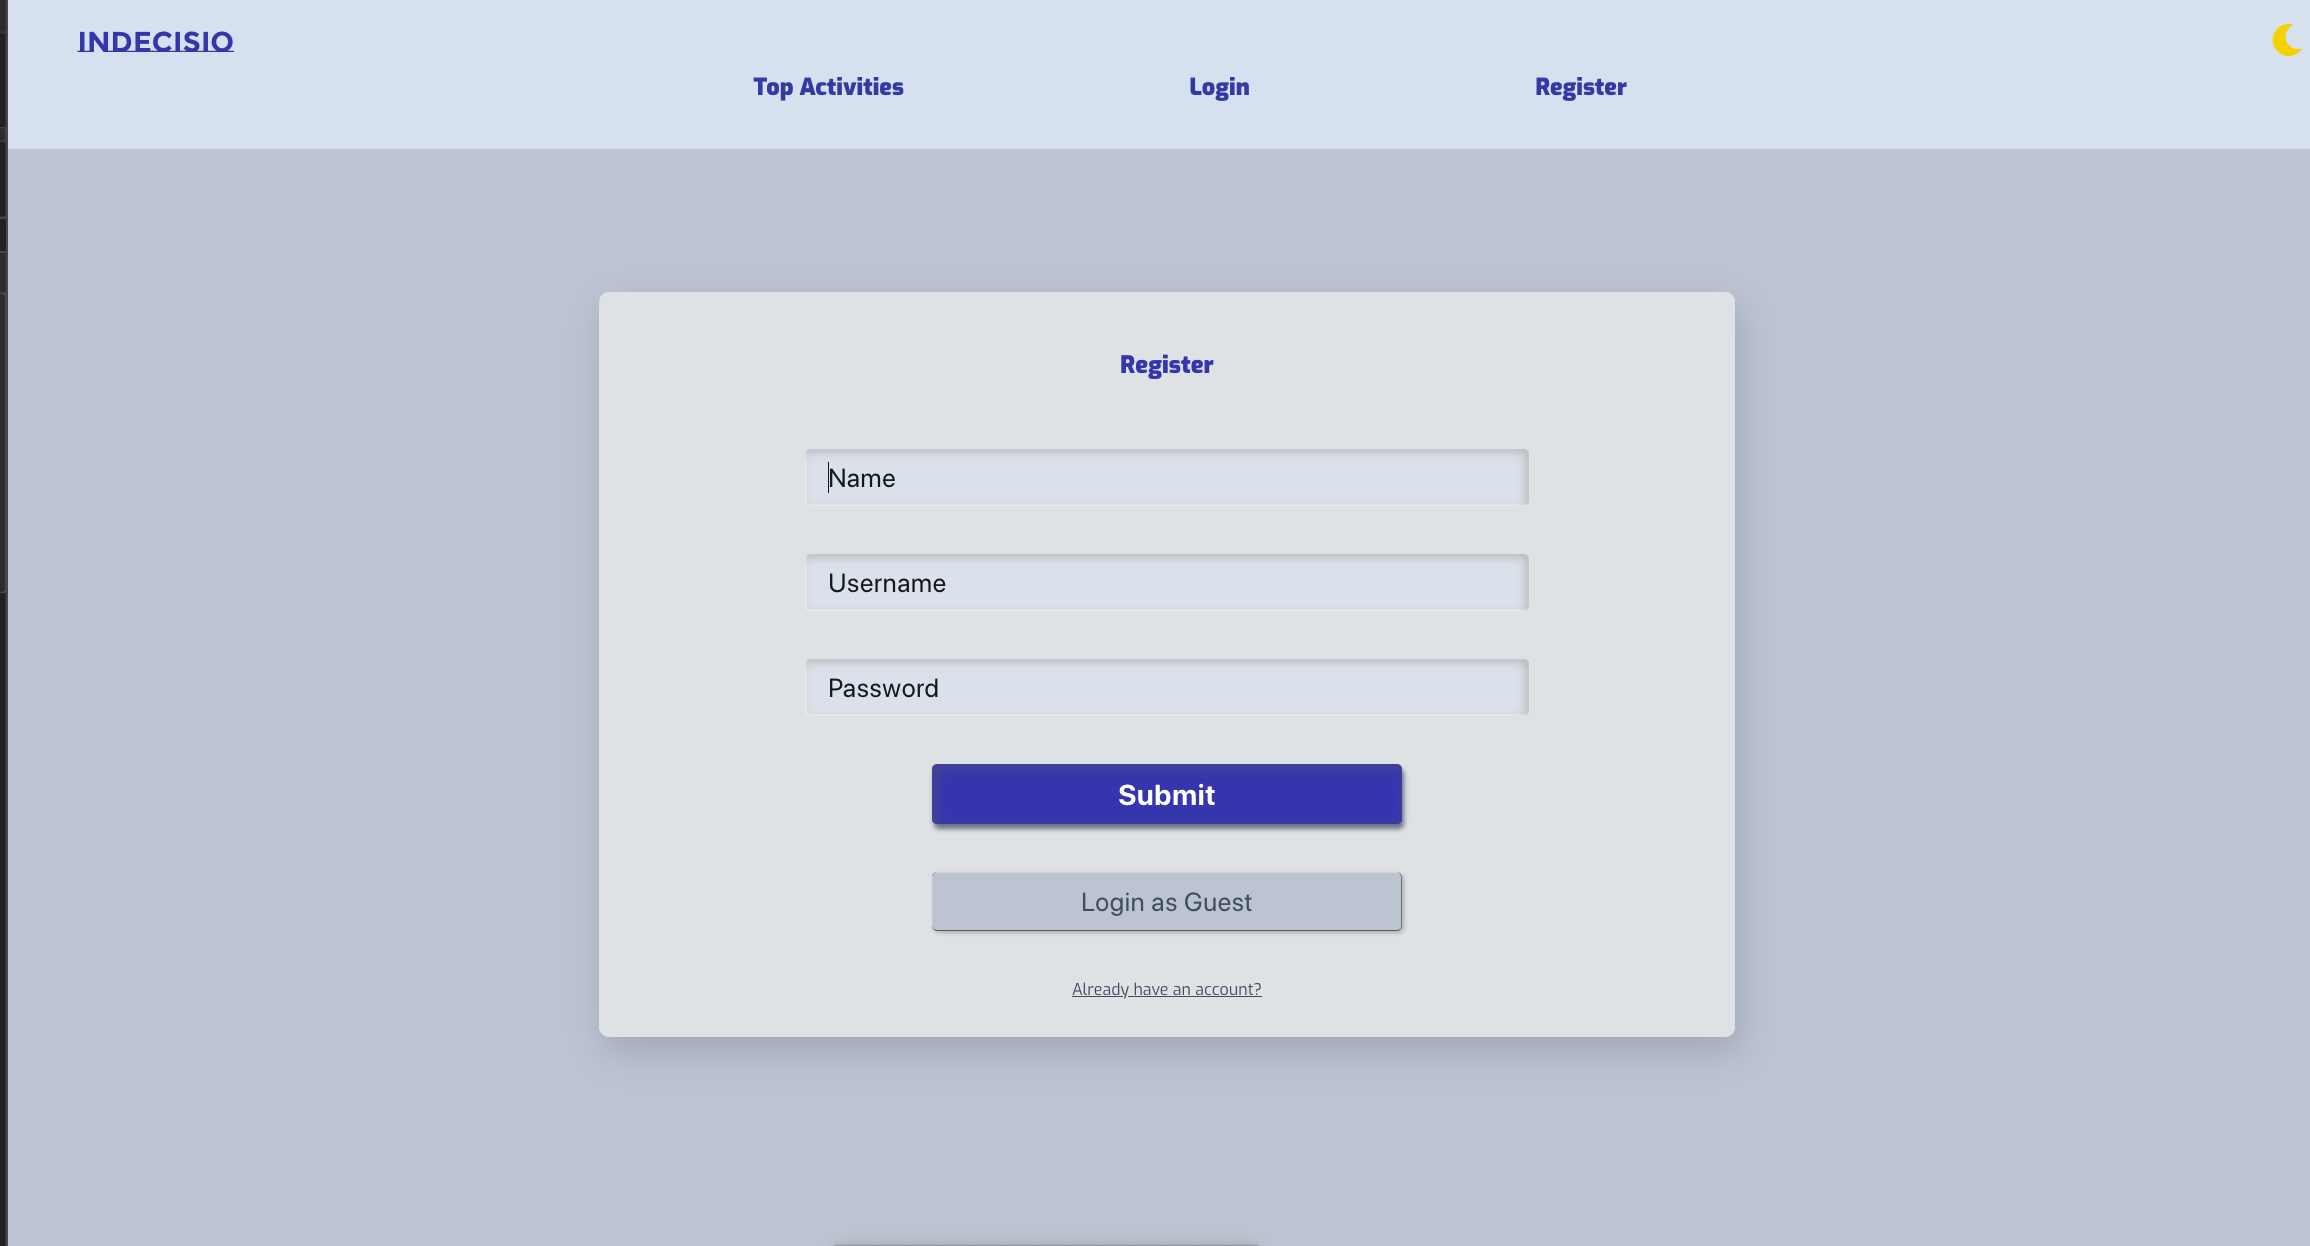 INDECISIO
Top Activities
Login
Register
Register
Name
Username
Password
Submit
Login as Guest
Already have an account?